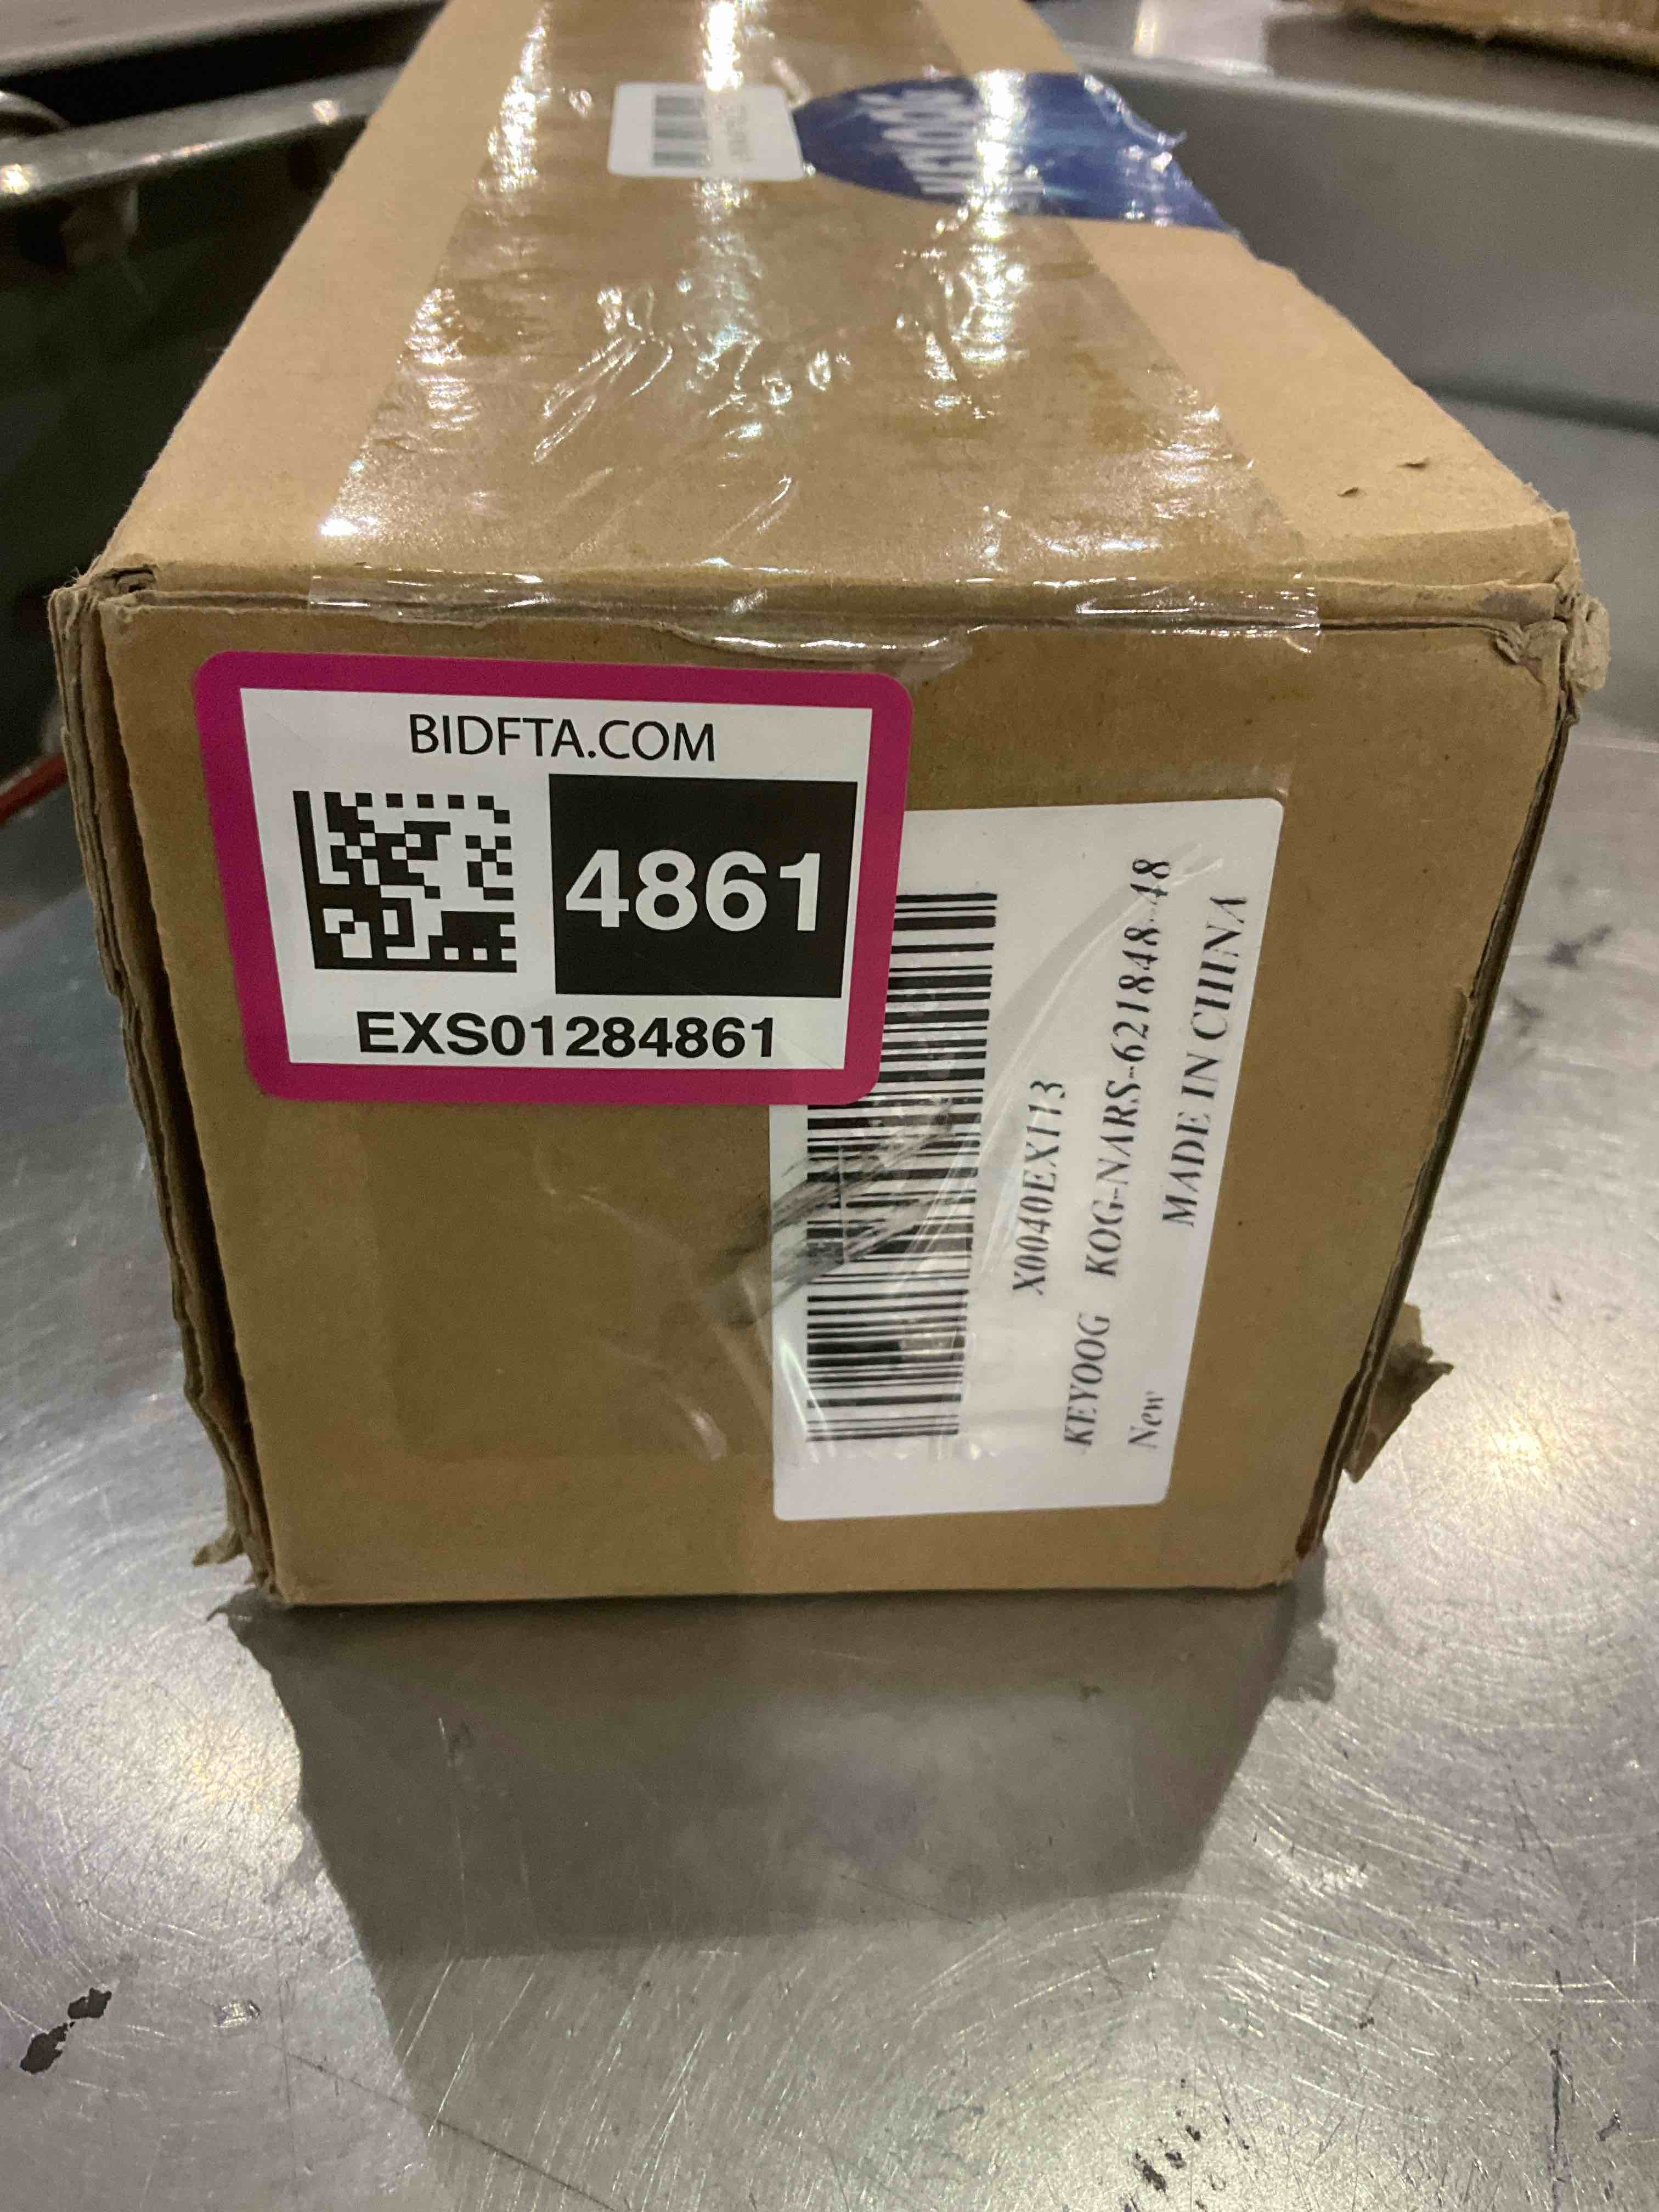 BIDFTA.COM
4861
EXS01284861
X0040EX113
KEYOOG KOG-NARS-621848-48
New MADE IN CHINA